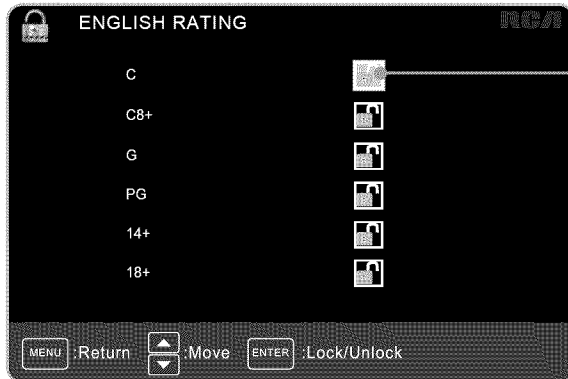 ENGLISH RATING
RCA
C
C8+
G
PG
14+
18+
MENU :Return :Move ENTER :Lock/Unlock